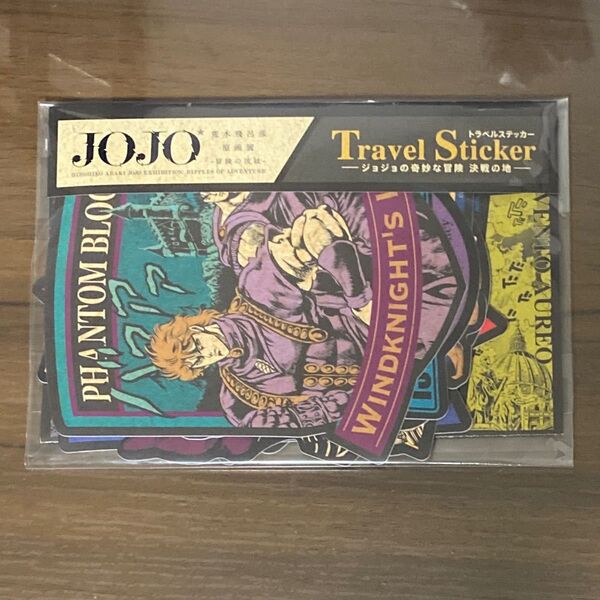 JOJO
荒木飛呂彦
原画展
-冒険の波紋-
HIROHIKO ARAKI JOJO EXHIBITION: RIPPLES OF ADVENTURE
トラベルステッカー
Travel Sticker
ジョジョの奇妙な冒険 決戦の地
PHANTOM BLOO
WINDKNIGHT'S
VENTO AUREO